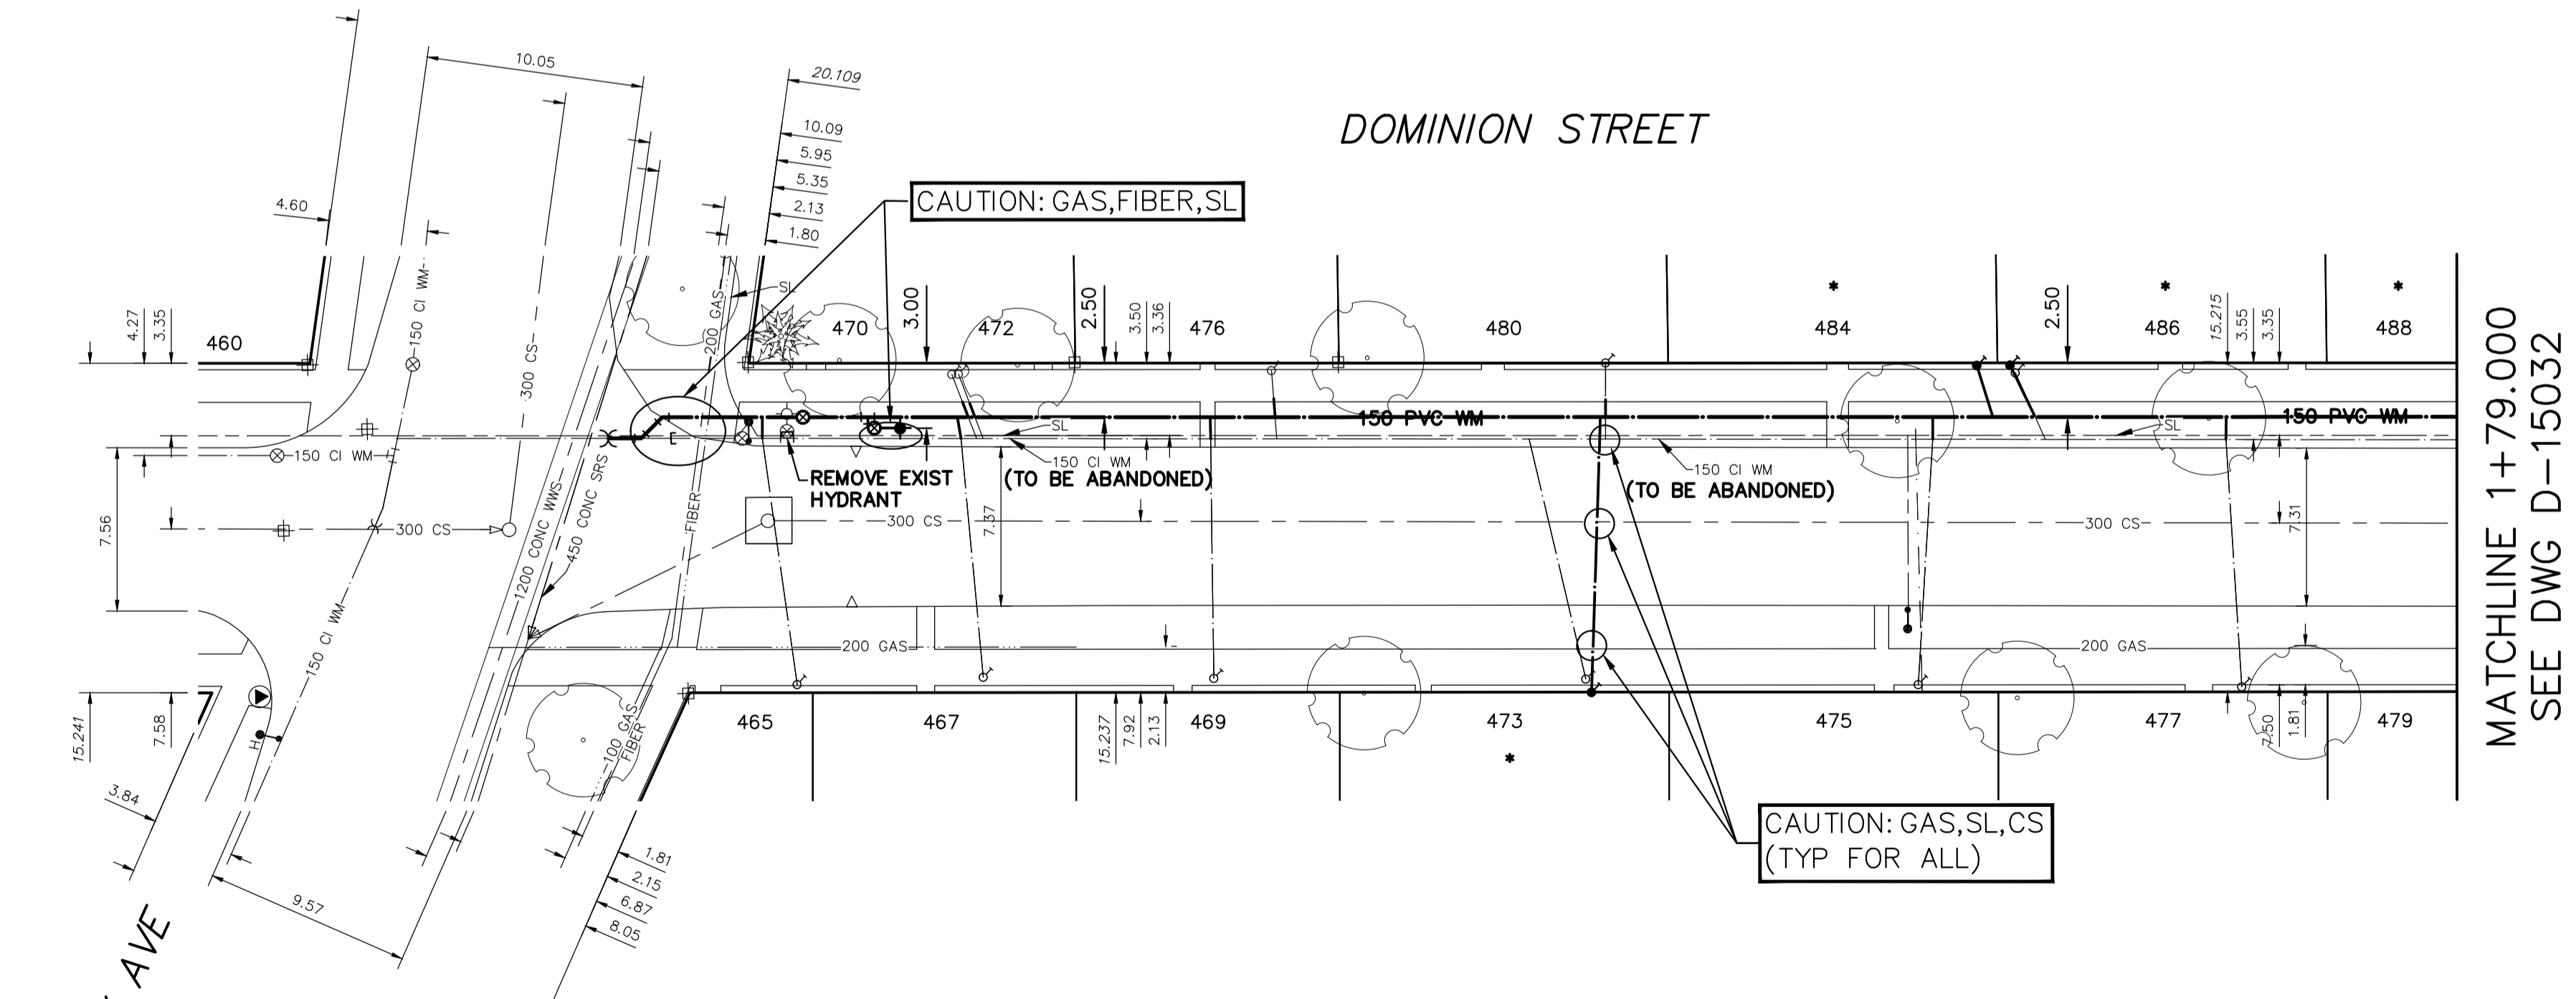 10.05
20.109
DOMINION STREET
10.09
5.95
5.35
2.13
1.80
4.60
CAUTION: GAS,FIBER,SL
150 CI WM
300 CS
200 GAS
SL
4.27
3.35
460
470
3.00
472
2.50
3.50
3.36
476
480
*
484
2.50
*
486
15.215
3.55
3.35
*
488
150 PVC WM
150 PVC WM
SL
SL
150 CI WM
REMOVE EXIST
HYDRANT
150 CI WM
(TO BE ABANDONED)
150 CI WM
(TO BE ABANDONED)
7.56
300 CS
1200 CONC WWS
450 CONC SRS
FIBER
300 CS
7.37
300 CS
7.31
150 CI WM
200 GAS
200 GAS
H
15.241
7.58
7
100 GAS
FIBER
465
467
15.237
7.92
2.13
469
473
*
475
477
7.50
1.81
479
MATCHLINE 1+79.000
SEE DWG D-15032
3.84
CAUTION: GAS,SL,CS
(TYP FOR ALL)
1.81
2.15
6.87
8.05
9.57
AVE